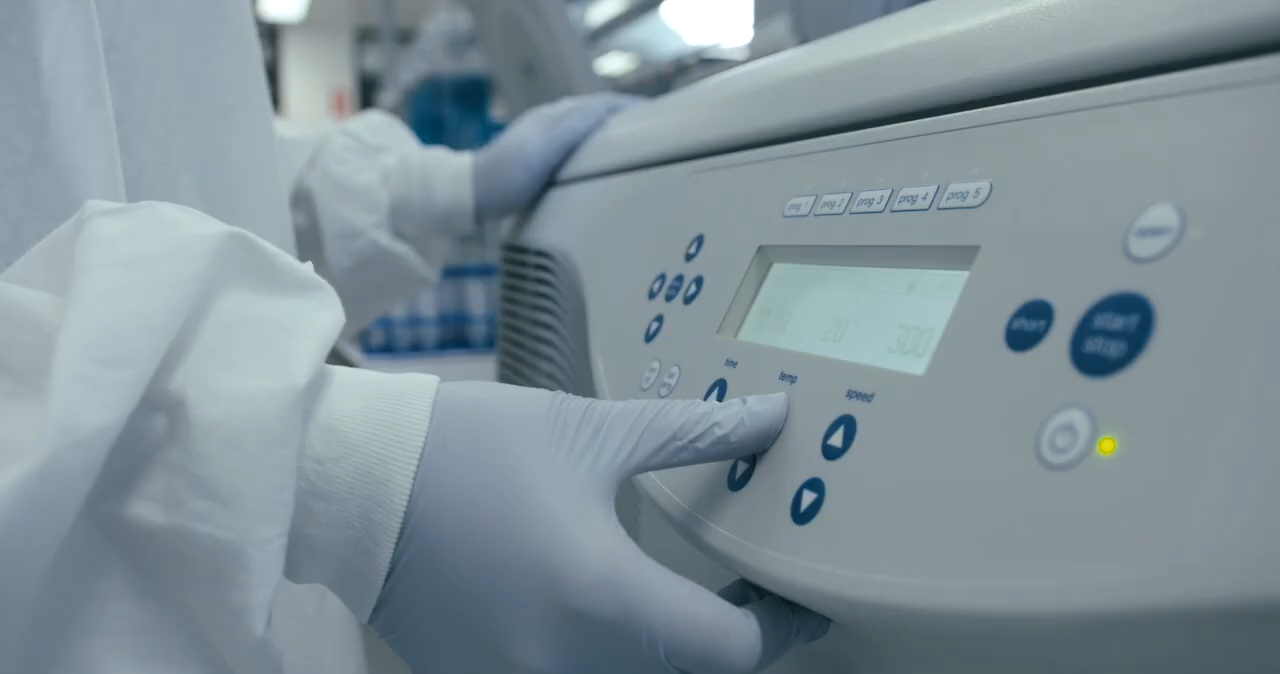 prog 1 prog 2 prog 3 prog 4 prog 5
20 300
short
start
stop
time temp speed